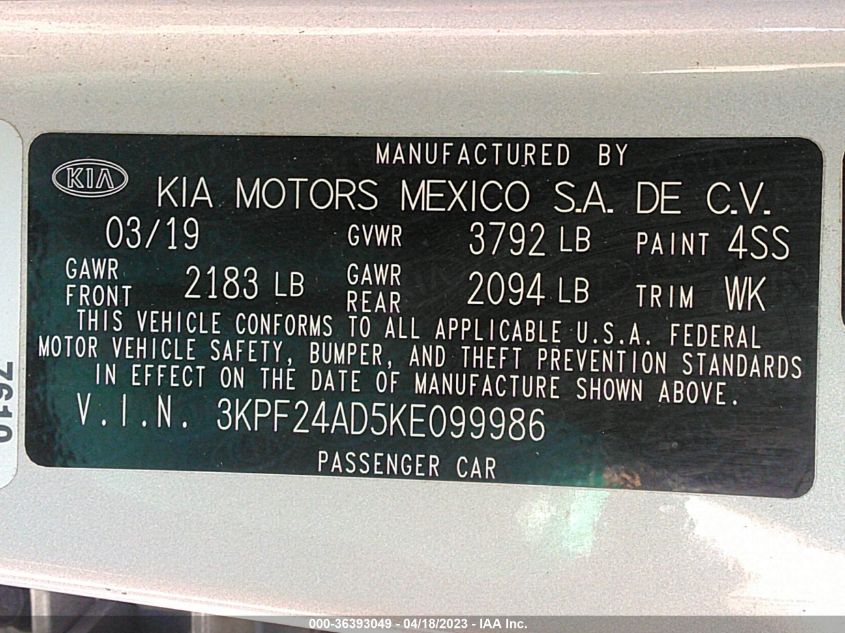 MANUFACTURED BY
KIA KIA MOTORS MEXICO S.A. DE C.V.
03/19 GVWR 3792 LB PAINT 4SS
GAWR FRONT 2183 LB GAWR REAR 2094 LB TRIM WK
THIS VEHICLE CONFORMS TO ALL APPLICABLE U.S.A. FEDERAL
MOTOR VEHICLE SAFETY, BUMPER, AND THEFT PREVENTION STANDARDS
IN EFFECT ON THE DATE OF MANUFACTURE SHOWN ABOVE.
V.I.N. 3KPF24AD5KE099986
PASSENGER CAR
000-36393049 - 04/18/2023 - IAA Inc.